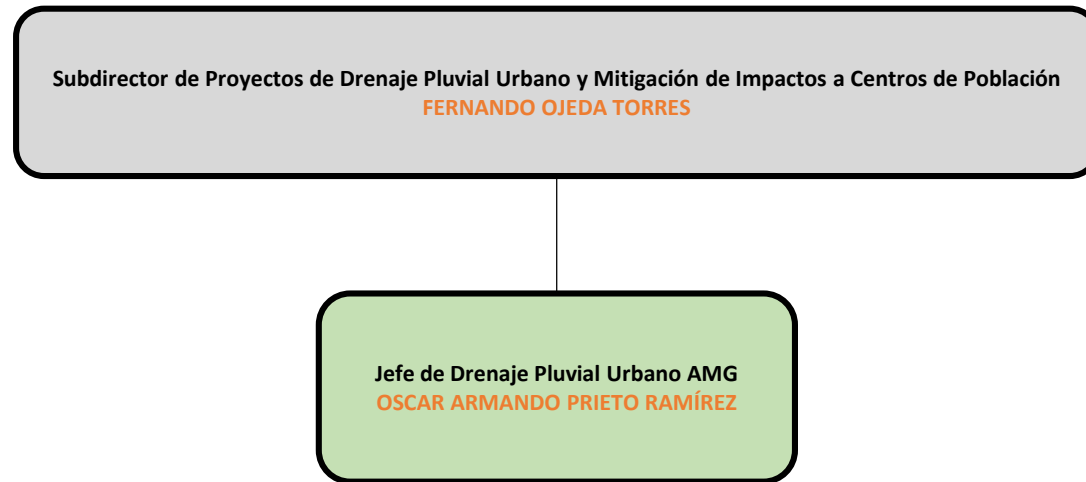 Subdirector de Proyectos de Drenaje Pluvial Urbano y Mitigación de Impactos a Centros de Población
FERNANDO OJEDA TORRES
Jefe de Drenaje Pluvial Urbano AMG
OSCAR ARMANDO PRIETO RAMÍREZ